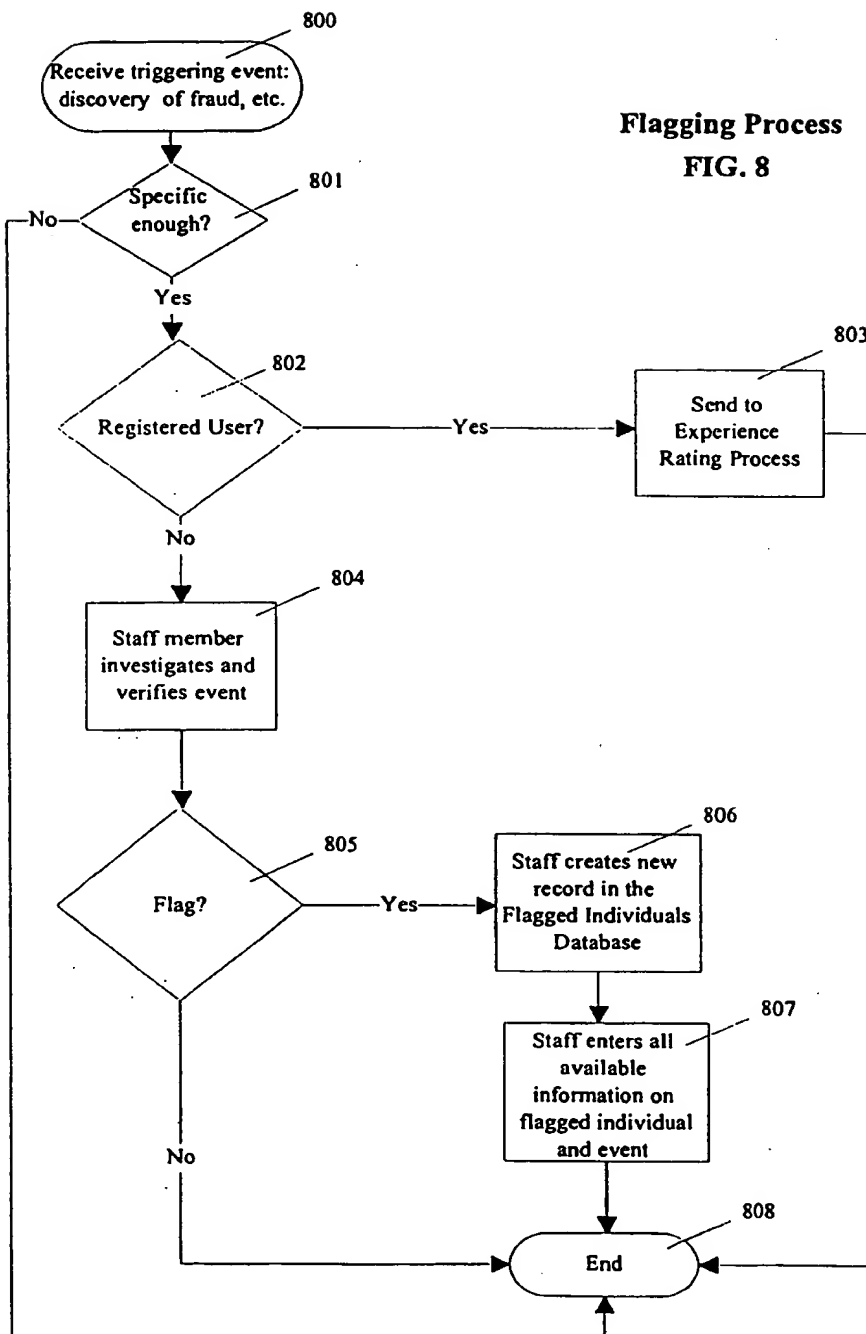 800
Receive triggering event:
discovery of fraud, etc.
Flagging Process
FIG. 8
801
Specific
enough?
No
Yes
802
Registered User?
Yes
803
Send to
Experience
Rating Process
No
804
Staff member
investigates and
verifies event
805
Flag?
Yes
806
Staff creates new
record in the
Flagged Individuals
Database
807
Staff enters all
available
information on
flagged individual
and event
No
808
End